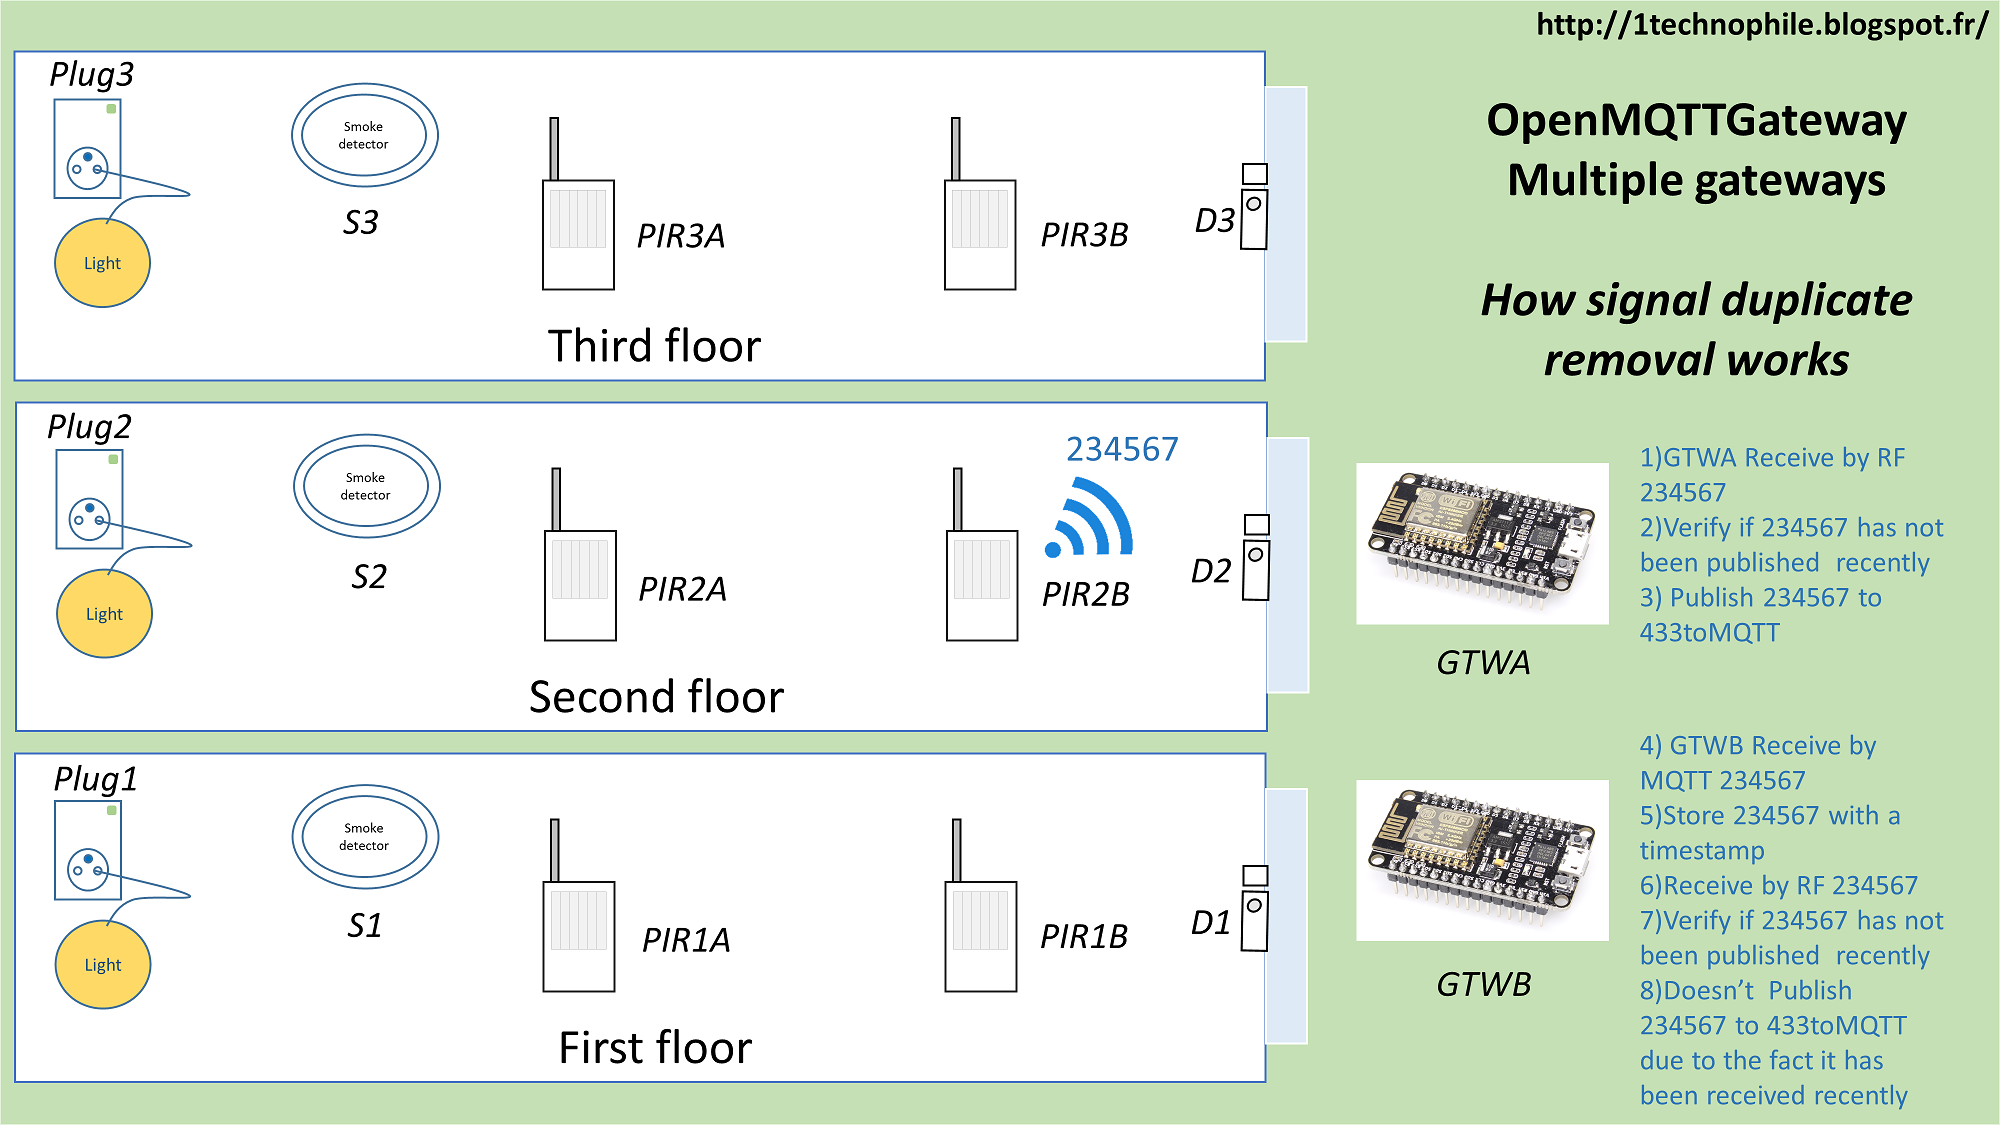 http://1technophile.blogspot.fr/
OpenMQTTGateway
Multiple gateways
How signal duplicate
removal works
Plug3
Smoke
detector
S3
PIR3A
PIR3B
D3
Light
Third floor
Plug2
Smoke
detector
S2
PIR2A
234567
PIR2B
D2
Light
Second floor
GTWA
1)GTWA Receive by RF
234567
2)Verify if 234567 has not
been published  recently
3) Publish 234567 to
433toMQTT
Plug1
Smoke
detector
S1
PIR1A
PIR1B
D1
Light
First floor
GTWB
4) GTWB Receive by
MQTT 234567
5)Store 234567 with a
timestamp
6)Receive by RF 234567
7)Verify if 234567 has not
been published  recently
8)Doesn’t  Publish
234567 to 433toMQTT
due to the fact it has
been received recently